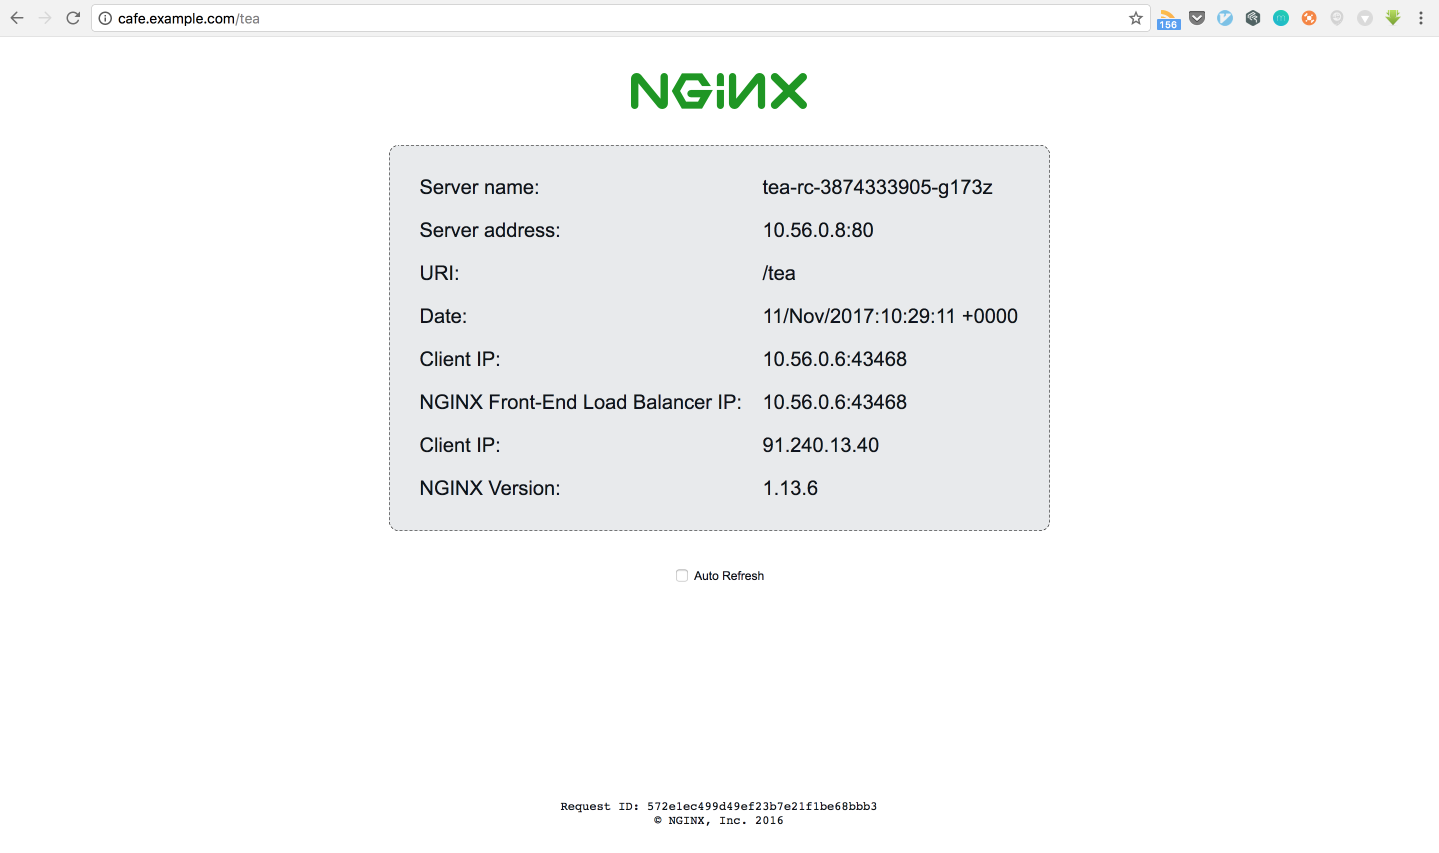 cafe.example.com/tea
156
NGINX
Server name: tea-rc-3874333905-g173z
Server address: 10.56.0.8:80
URI: /tea
Date: 11/Nov/2017:10:29:11 +0000
Client IP: 10.56.0.6:43468
NGINX Front-End Load Balancer IP: 10.56.0.6:43468
Client IP: 91.240.13.40
NGINX Version: 1.13.6
Auto Refresh
Request ID: 572e1ec499d49ef23b7e21f1be68bbb3
© NGINX, Inc. 2016